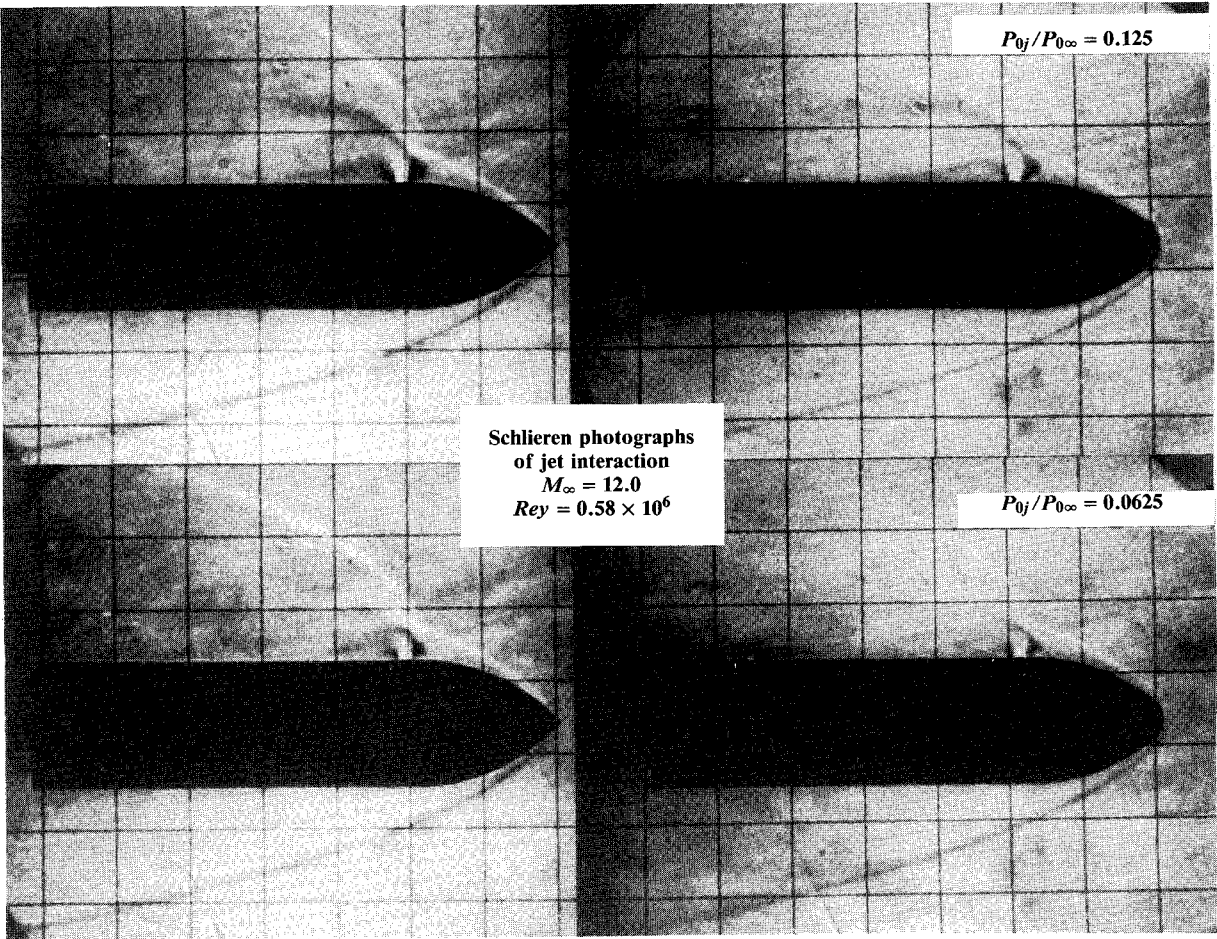 P0j/P0∞ = 0.125
Schlieren photographs
of jet interaction
M∞ = 12.0
Rey = 0.58 × 10⁶
P0j/P0∞ = 0.0625